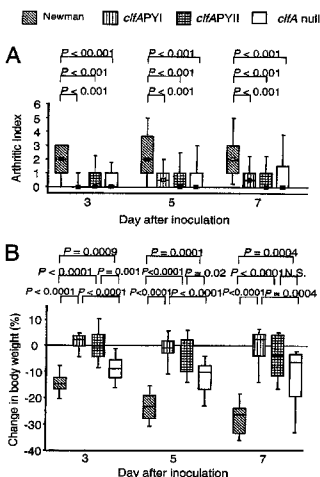 Newman clfAPYI clfAPYII clfA null
A
P < 00.001 P < 0.001 P < 0.001
P < 0.001 P < 0.001 P < 0.001
P < 0.001 P < 0.001 P < 0.001
Arthritic index
6
5
4
3
2
1
0
3 5 7
Day after inoculation
B
P = 0.0009 P = 0.0001 P = 0.0004
P < 0.0001 P = 0.001 P<0.0001 P = 0.02 P < 0.0001 N.S.
P < 0.0001 P < 0.0001 P<0.0001 P < 0.0001 P<0.0001 P = 0.0004
Change in body weight (%)
10
0
-10
-20
-30
-40
3 5 7
Day after inoculation